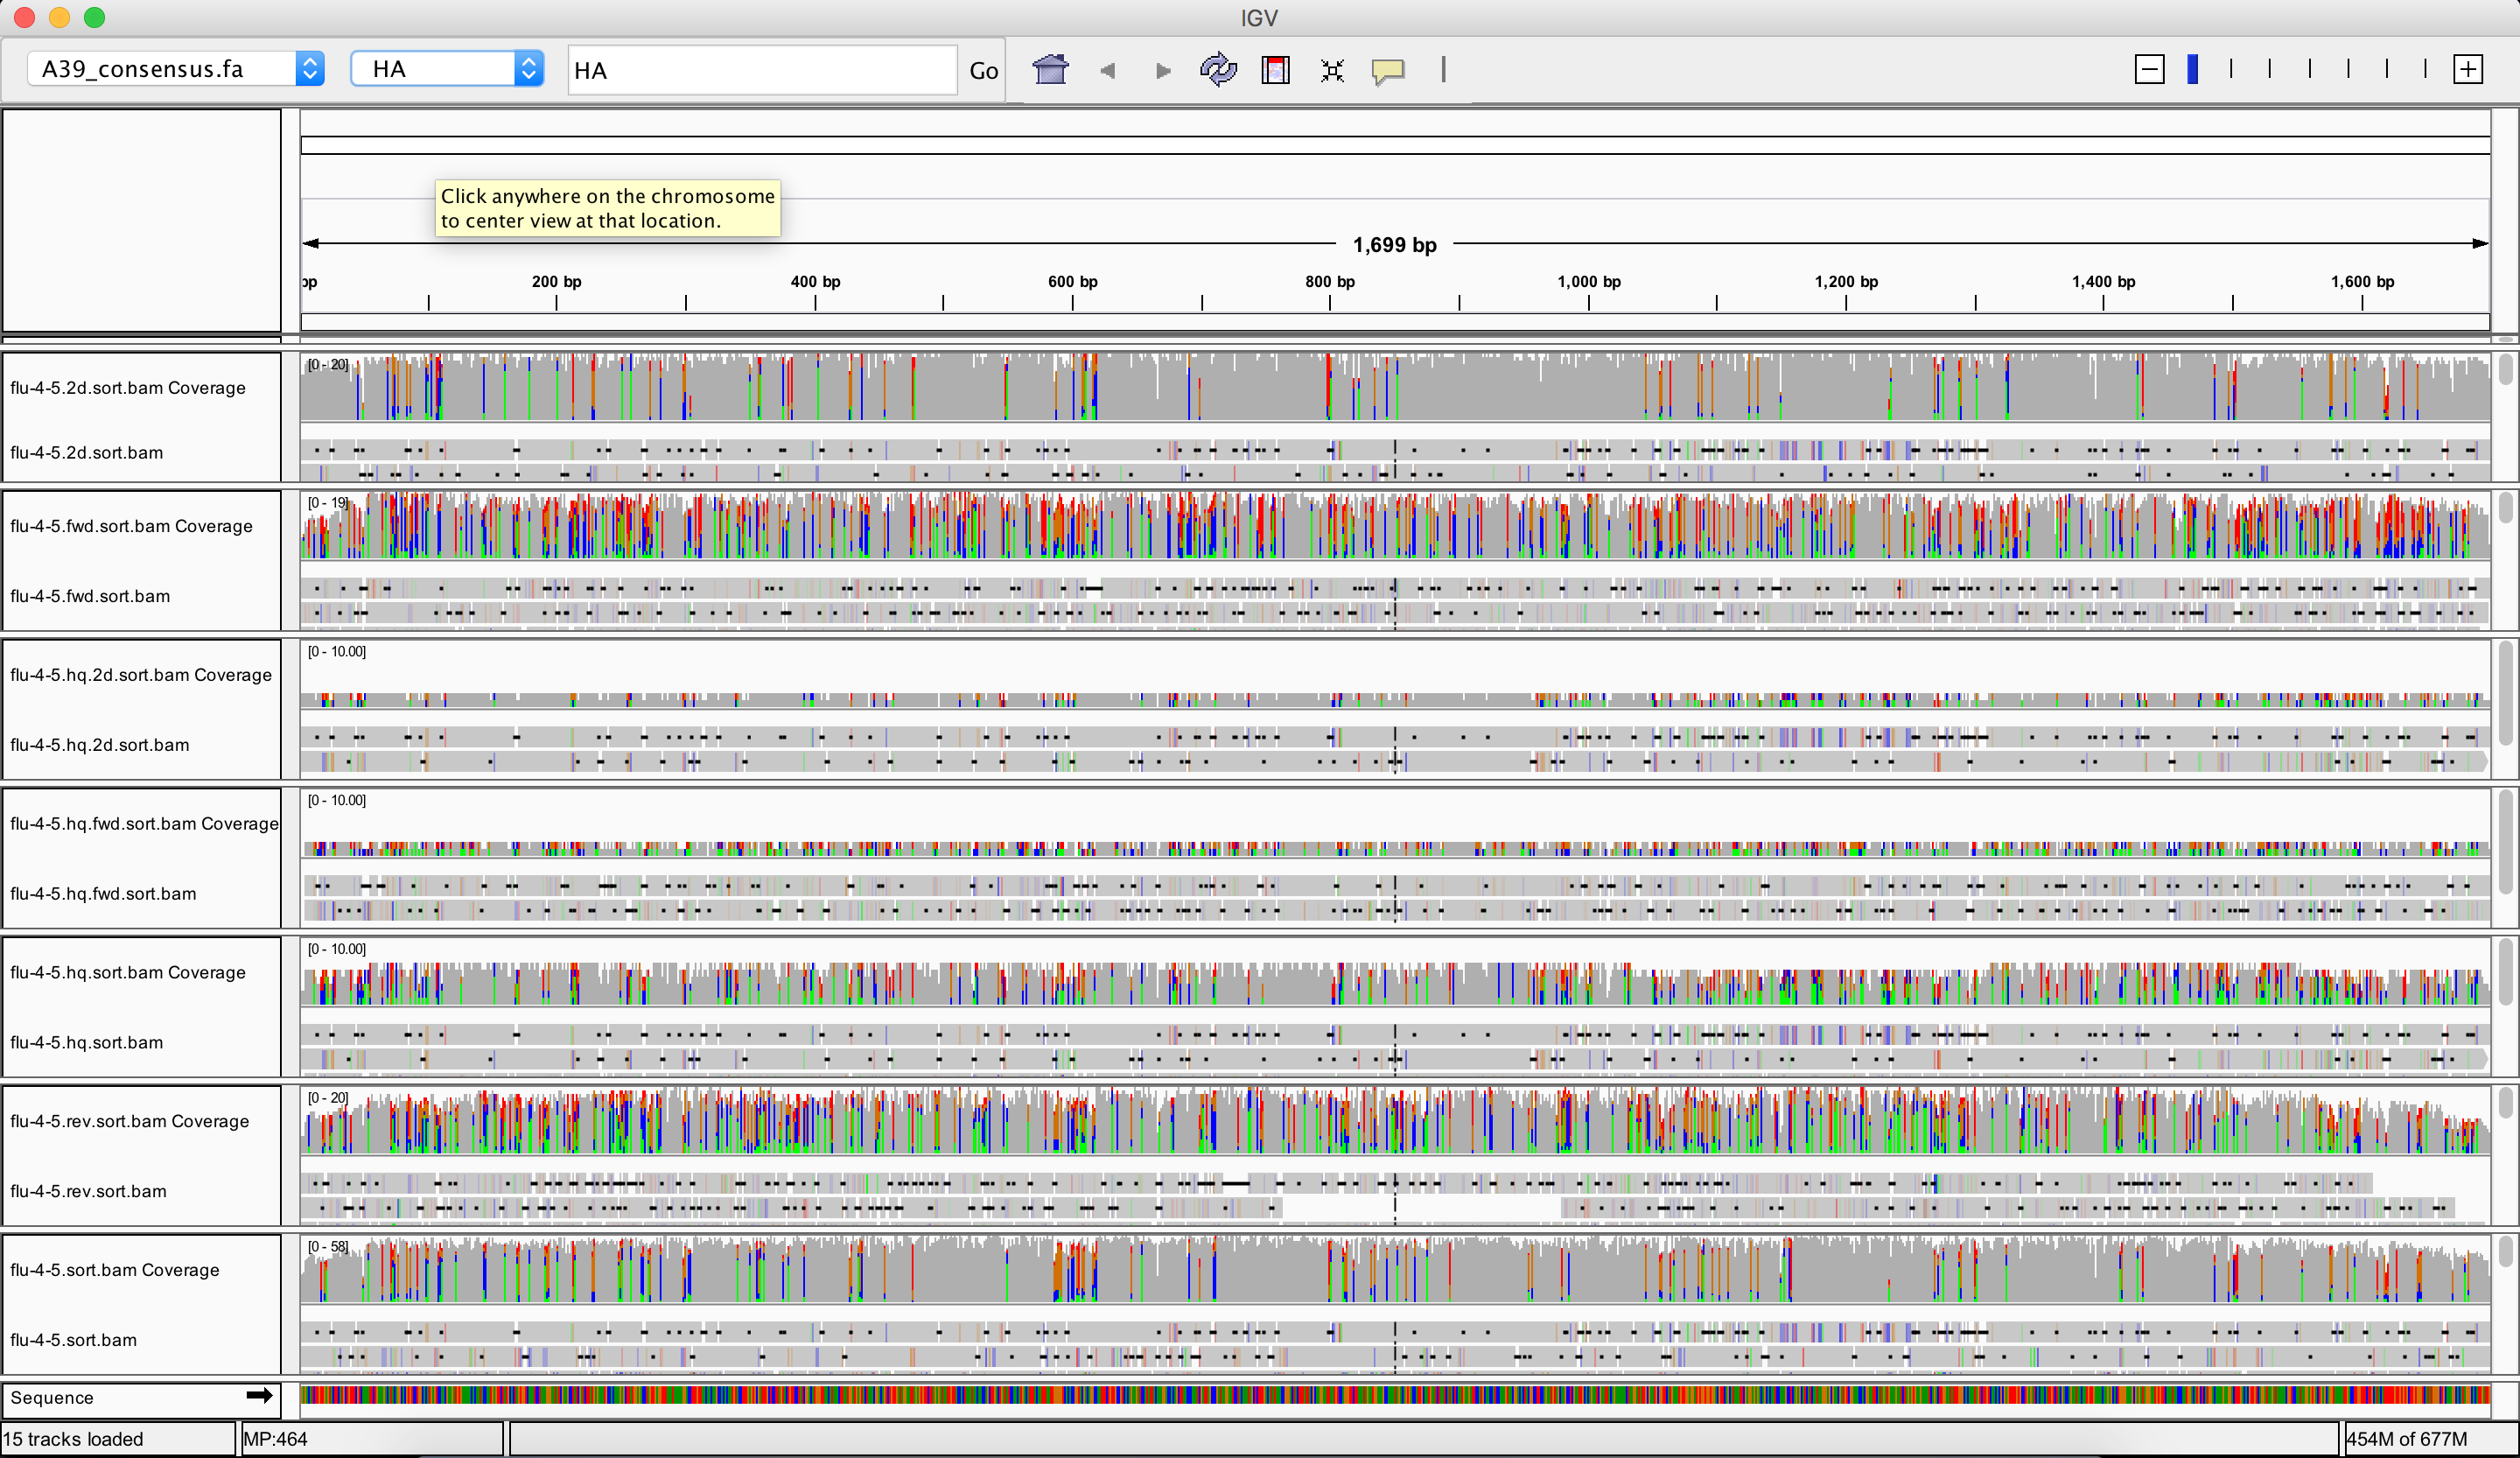 IGV
A39_consensus.fa HA HA Go
Click anywhere on the chromosome
to center view at that location.
1,699 bp
bp 200 bp 400 bp 600 bp 800 bp 1,000 bp 1,200 bp 1,400 bp 1,600 bp
[0 - 20]
flu-4-5.2d.sort.bam Coverage
flu-4-5.2d.sort.bam
[0 - 19]
flu-4-5.fwd.sort.bam Coverage
flu-4-5.fwd.sort.bam
[0 - 10.00]
flu-4-5.hq.2d.sort.bam Coverage
flu-4-5.hq.2d.sort.bam
[0 - 10.00]
flu-4-5.hq.fwd.sort.bam Coverage
flu-4-5.hq.fwd.sort.bam
[0 - 10.00]
flu-4-5.hq.sort.bam Coverage
flu-4-5.hq.sort.bam
[0 - 20]
flu-4-5.rev.sort.bam Coverage
flu-4-5.rev.sort.bam
[0 - 58]
flu-4-5.sort.bam Coverage
flu-4-5.sort.bam
Sequence
15 tracks loaded MP:464 454M of 677M